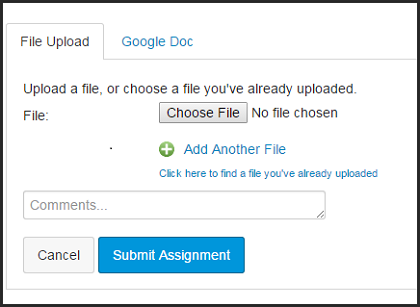 File Upload Google Doc
Upload a file, or choose a file you've already uploaded.
File: Choose File No file chosen
Add Another File
Click here to find a file you've already uploaded
Comments...
Cancel Submit Assignment